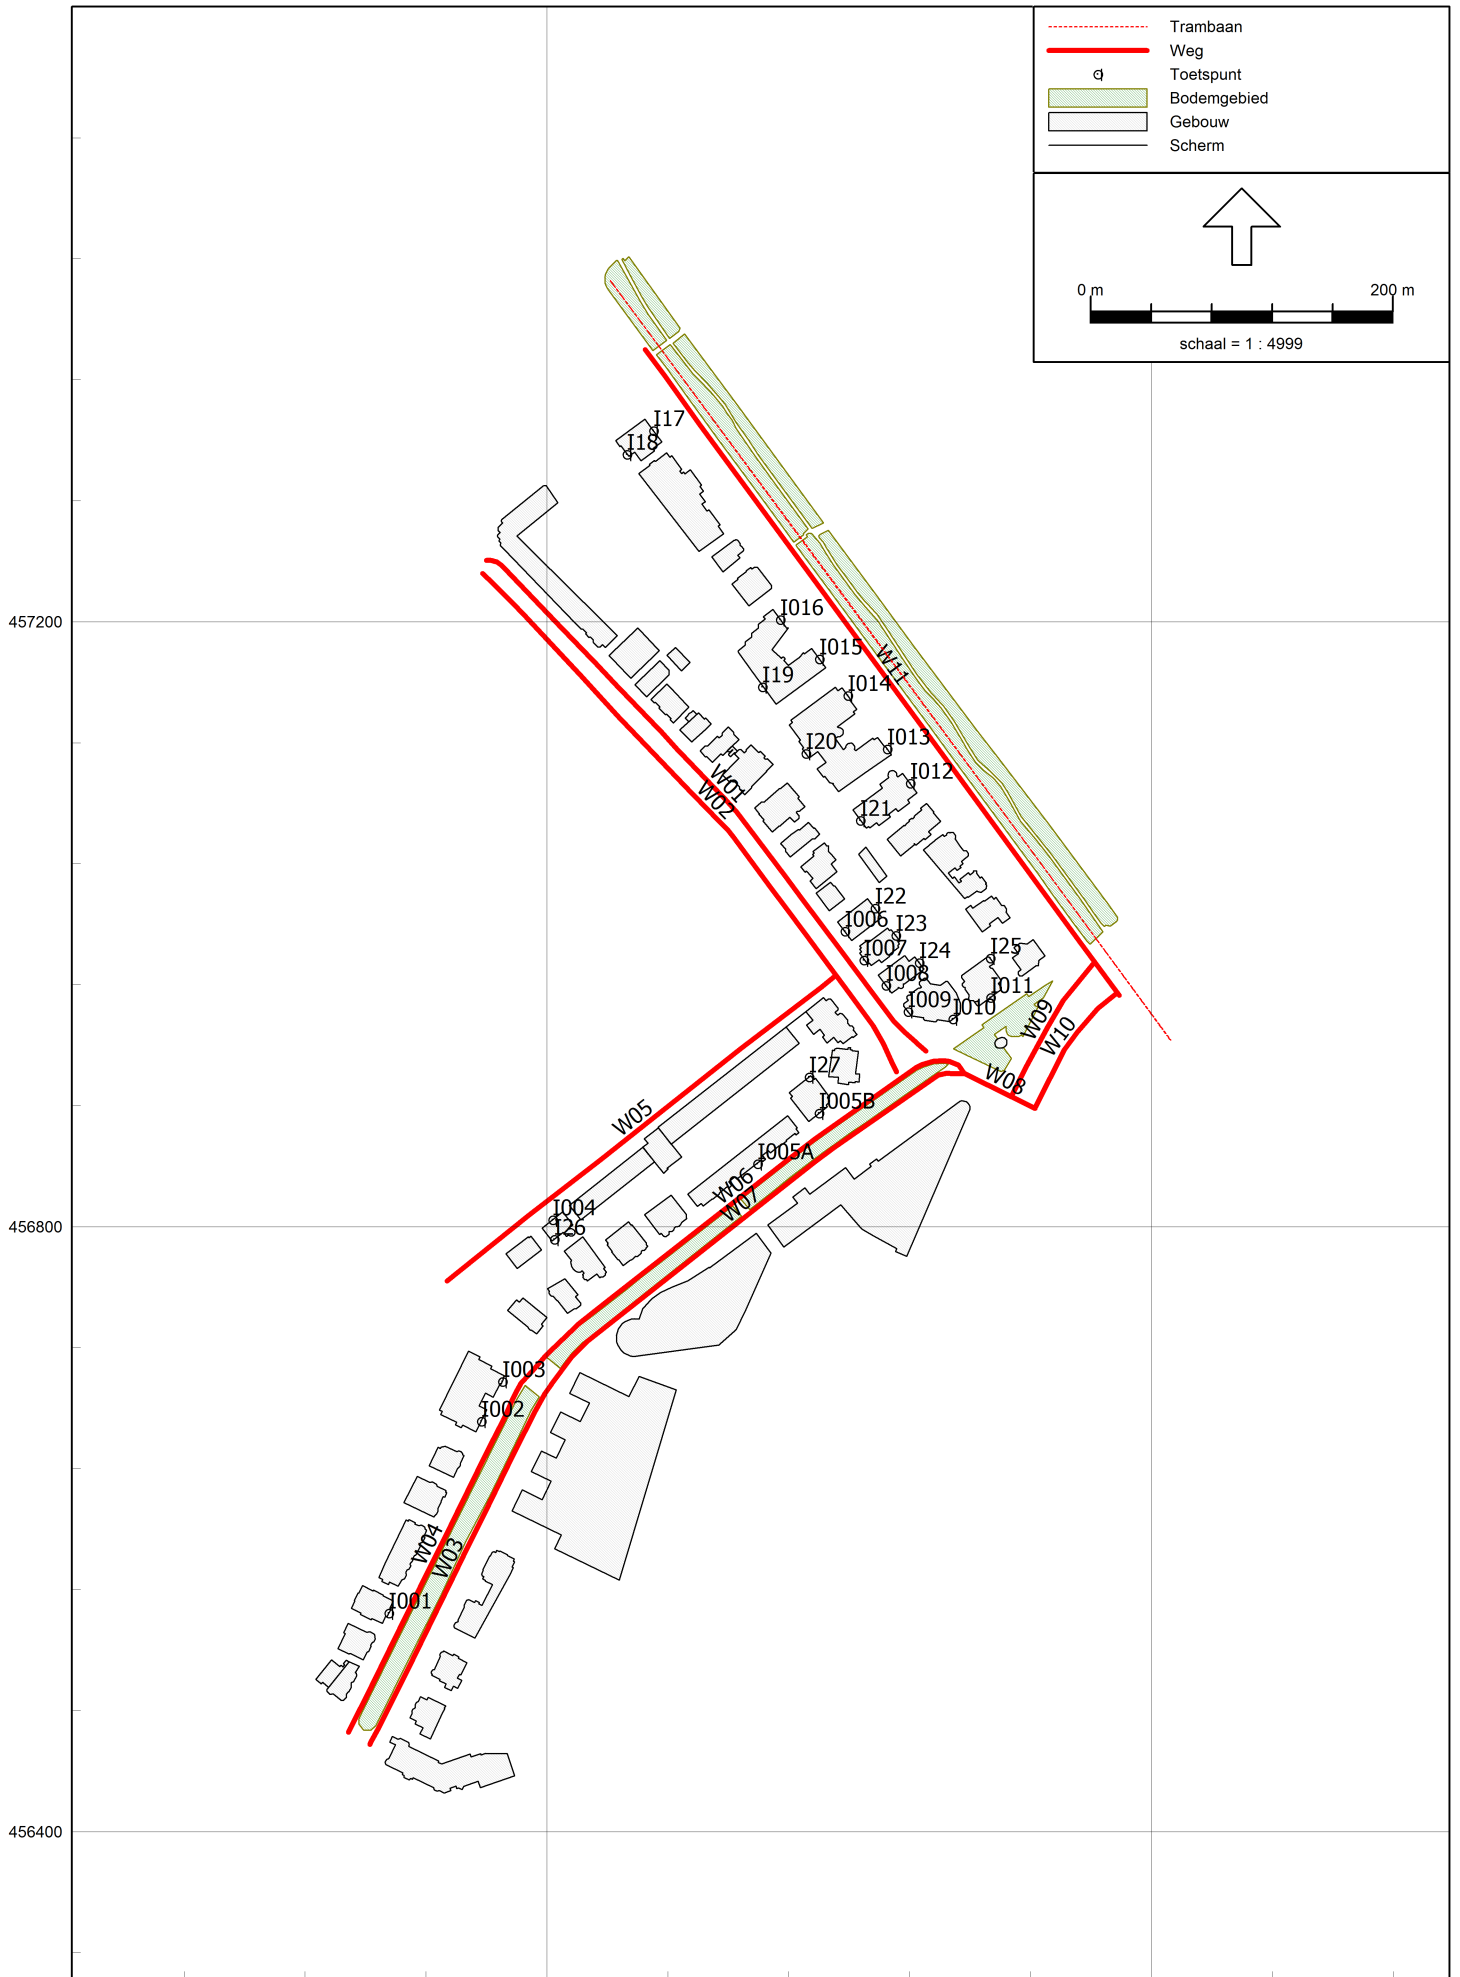 Trambaan
Weg
Toetspunt
Bodemgebied
Gebouw
Scherm
0 m
200 m
schaal = 1 : 4999
I17
I18
457200
I016
I015
W11
I19
I014
I013
I20
W01
I012
W02
I21
I22
I006
I23
I007
I24
I25
I008
I011
I009
I010
W09
W10
W08
I27
I005B
W05
I005A
W06
W07
I004
I26
456800
I003
I002
W04
W03
I001
456400